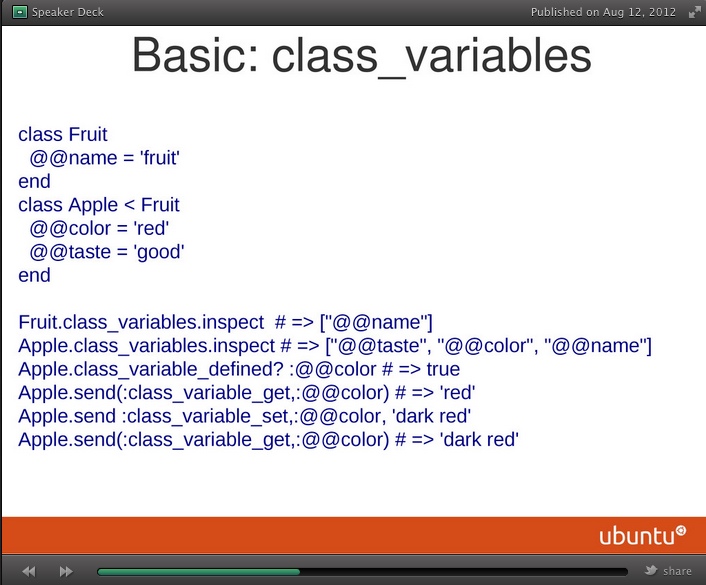 Speaker Deck
Published on Aug 12, 2012
Basic: class_variables
class Fruit
@@name = 'fruit'
end
class Apple < Fruit
@@color = 'red'
@@taste = 'good'
end
Fruit.class_variables.inspect # => ["@@name"]
Apple.class_variables.inspect # => ["@@taste", "@@color", "@@name"]
Apple.class_variable_defined? :@@color # => true
Apple.send(:class_variable_get,:@@color) # => 'red'
Apple.send :class_variable_set,:@@color, 'dark red'
Apple.send(:class_variable_get,:@@color) # => 'dark red'
ubuntu
share